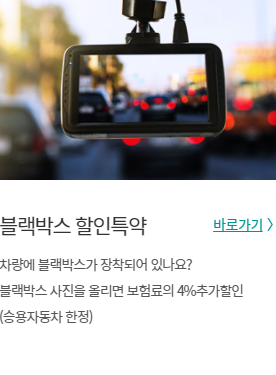 블랙박스 할인특약
바로가기 >
차량에 블랙박스가 장착되어 있나요?
블랙박스 사진을 올리면 보험료의 4%추가할인
(승용자동차 한정)